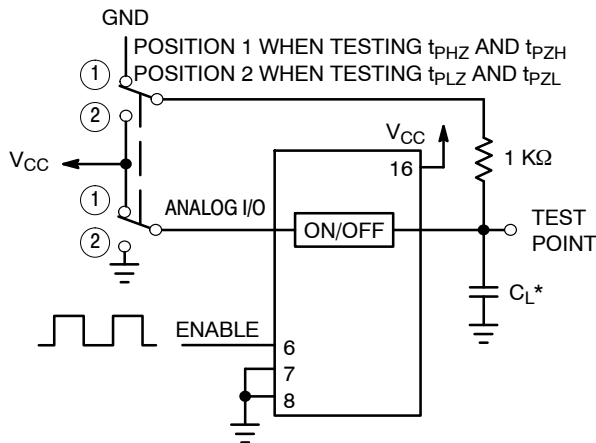 GND
POSITION 1 WHEN TESTING tPHZ AND tPZH
1
POSITION 2 WHEN TESTING tPLZ AND tPZL
2
VCC
VCC
16
1 KΩ
1
ANALOG I/O
ON/OFF
TEST
POINT
2
CL*
ENABLE
6
7
8